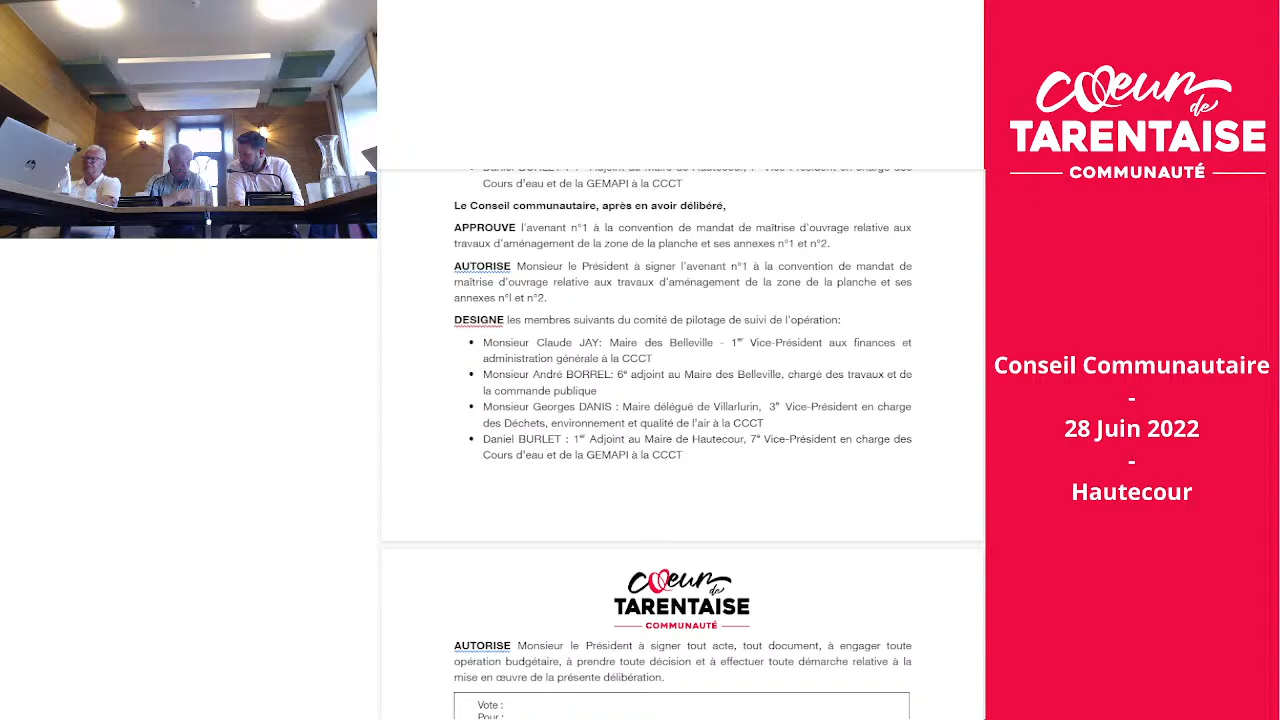 Cœur
de
TARENTAISE
COMMUNAUTÉ
Conseil Communautaire
-
28 Juin 2022
-
Hautecour
Cours d'eau et de la GEMAPI à la CCCT
Le Conseil communautaire, après en avoir délibéré,
APPROUVE l'avenant n°1 à la convention de mandat de maîtrise d'ouvrage relative aux
travaux d'aménagement de la zone de la planche et ses annexes n°1 et n°2.
AUTORISE Monsieur le Président à signer l'avenant n°1 à la convention de mandat de
maîtrise d'ouvrage relative aux travaux d'aménagement de la zone de la planche et ses
annexes n°l et n°2.
DESIGNE les membres suivants du comité de pilotage de suivi de l'opération:
• Monsieur Claude JAY: Maire des Belleville - 1er Vice-Président aux finances et
administration générale à la CCCT
• Monsieur André BORREL: 6e adjoint au Maire des Belleville, chargé des travaux et de
la commande publique
• Monsieur Georges DANIS : Maire délégué de Villarlurin, 3e Vice-Président en charge
des Déchets, environnement et qualité de l'air à la CCCT
• Daniel BURLET : 1er Adjoint au Maire de Hautecour, 7e Vice-Président en charge des
Cours d'eau et de la GEMAPI à la CCCT
Cœur
de
TARENTAISE
COMMUNAUTÉ
AUTORISE Monsieur le Président à signer tout acte, tout document, à engager toute
opération budgétaire, à prendre toute décision et à effectuer toute démarche relative à la
mise en œuvre de la présente délibération.
Vote :
Pour :